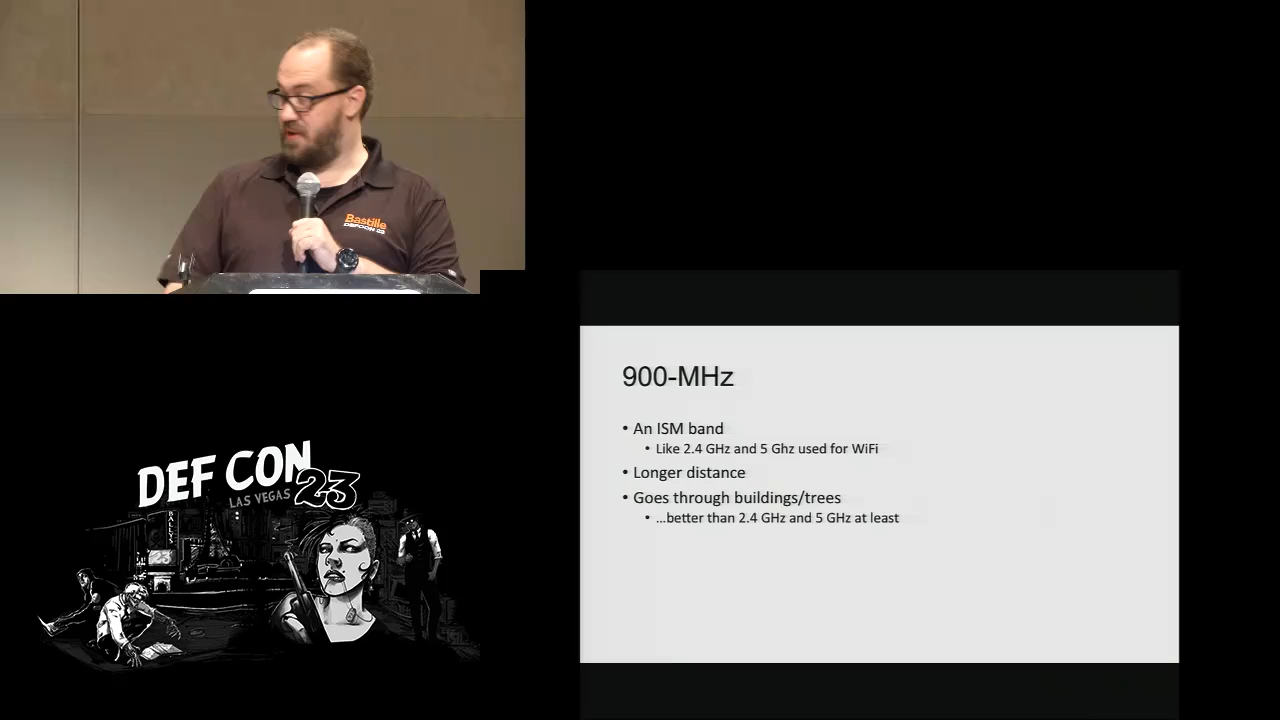 Bastille
DEFCON 23
900-MHz
• An ISM band
• Like 2.4 GHz and 5 Ghz used for WiFi
• Longer distance
• Goes through buildings/trees
• ...better than 2.4 GHz and 5 GHz at least
DEF CON
LAS VEGAS 23
BALLYS
23